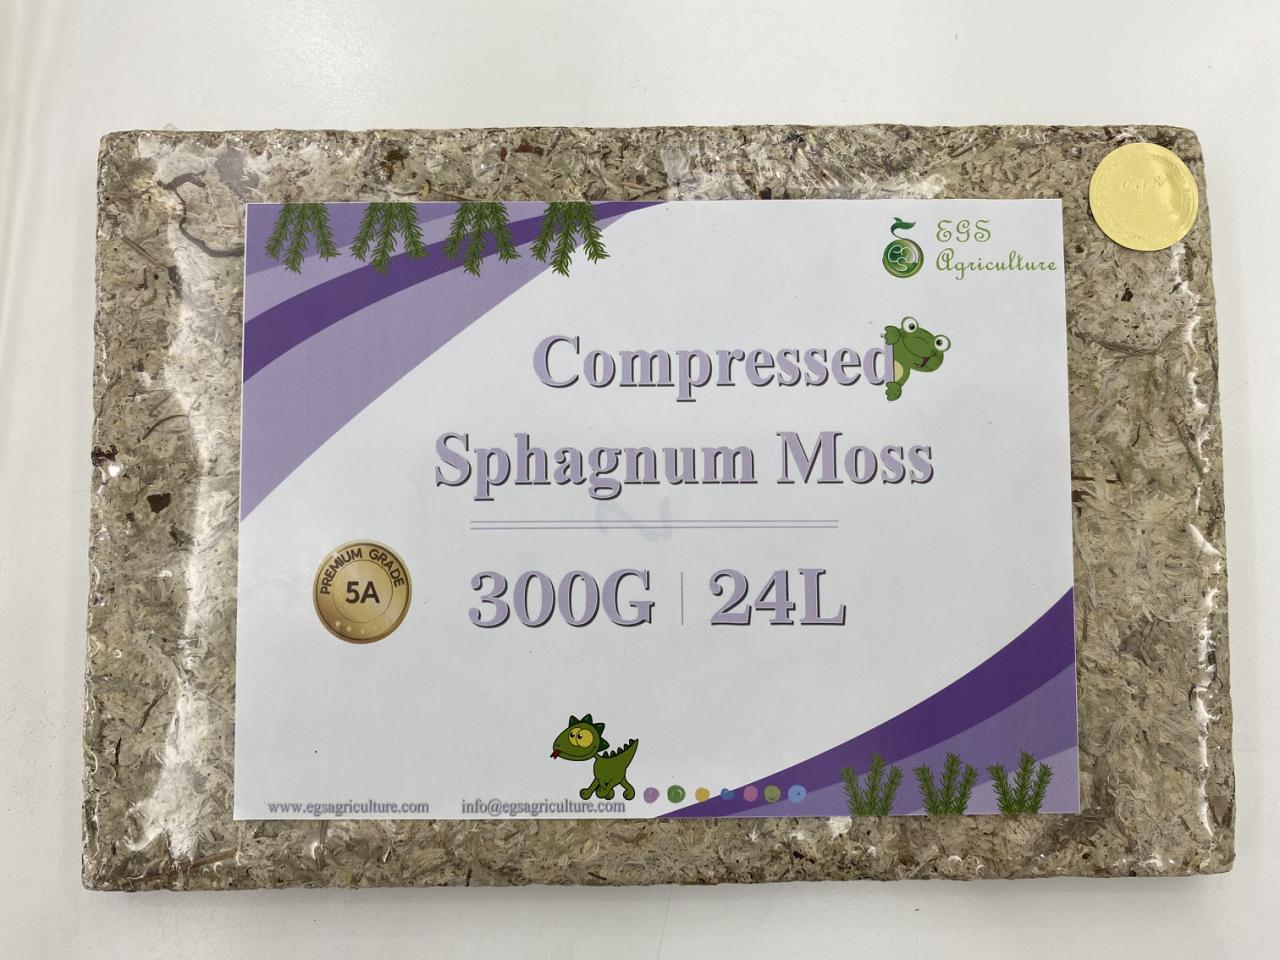 EGS
Agriculture
Compressed
Sphagnum Moss
PREMIUM GRADE
5A
300G | 24L
www.egsagriculture.com
info@egsagriculture.com